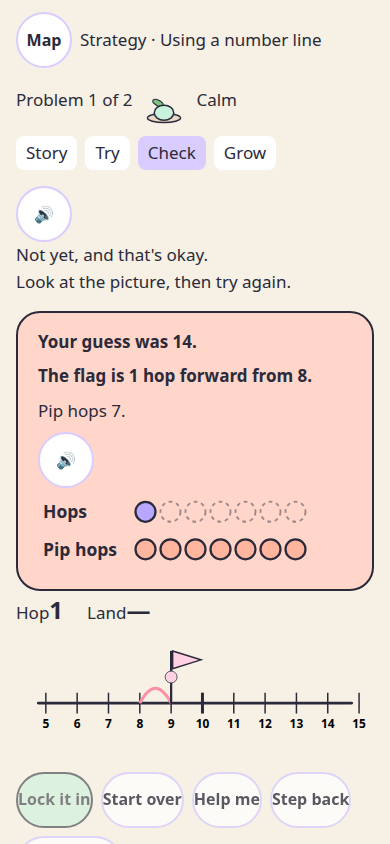 Map Strategy · Using a number line
Problem 1 of 2 Calm
Story Try Check Grow
Not yet, and that's okay.
Look at the picture, then try again.
Your guess was 14.
The flag is 1 hop forward from 8.
Pip hops 7.
Hops
Pip hops
Hop 1 Land —
5 6 7 8 9 10 11 12 13 14 15
Lock it in Start over Help me Step back